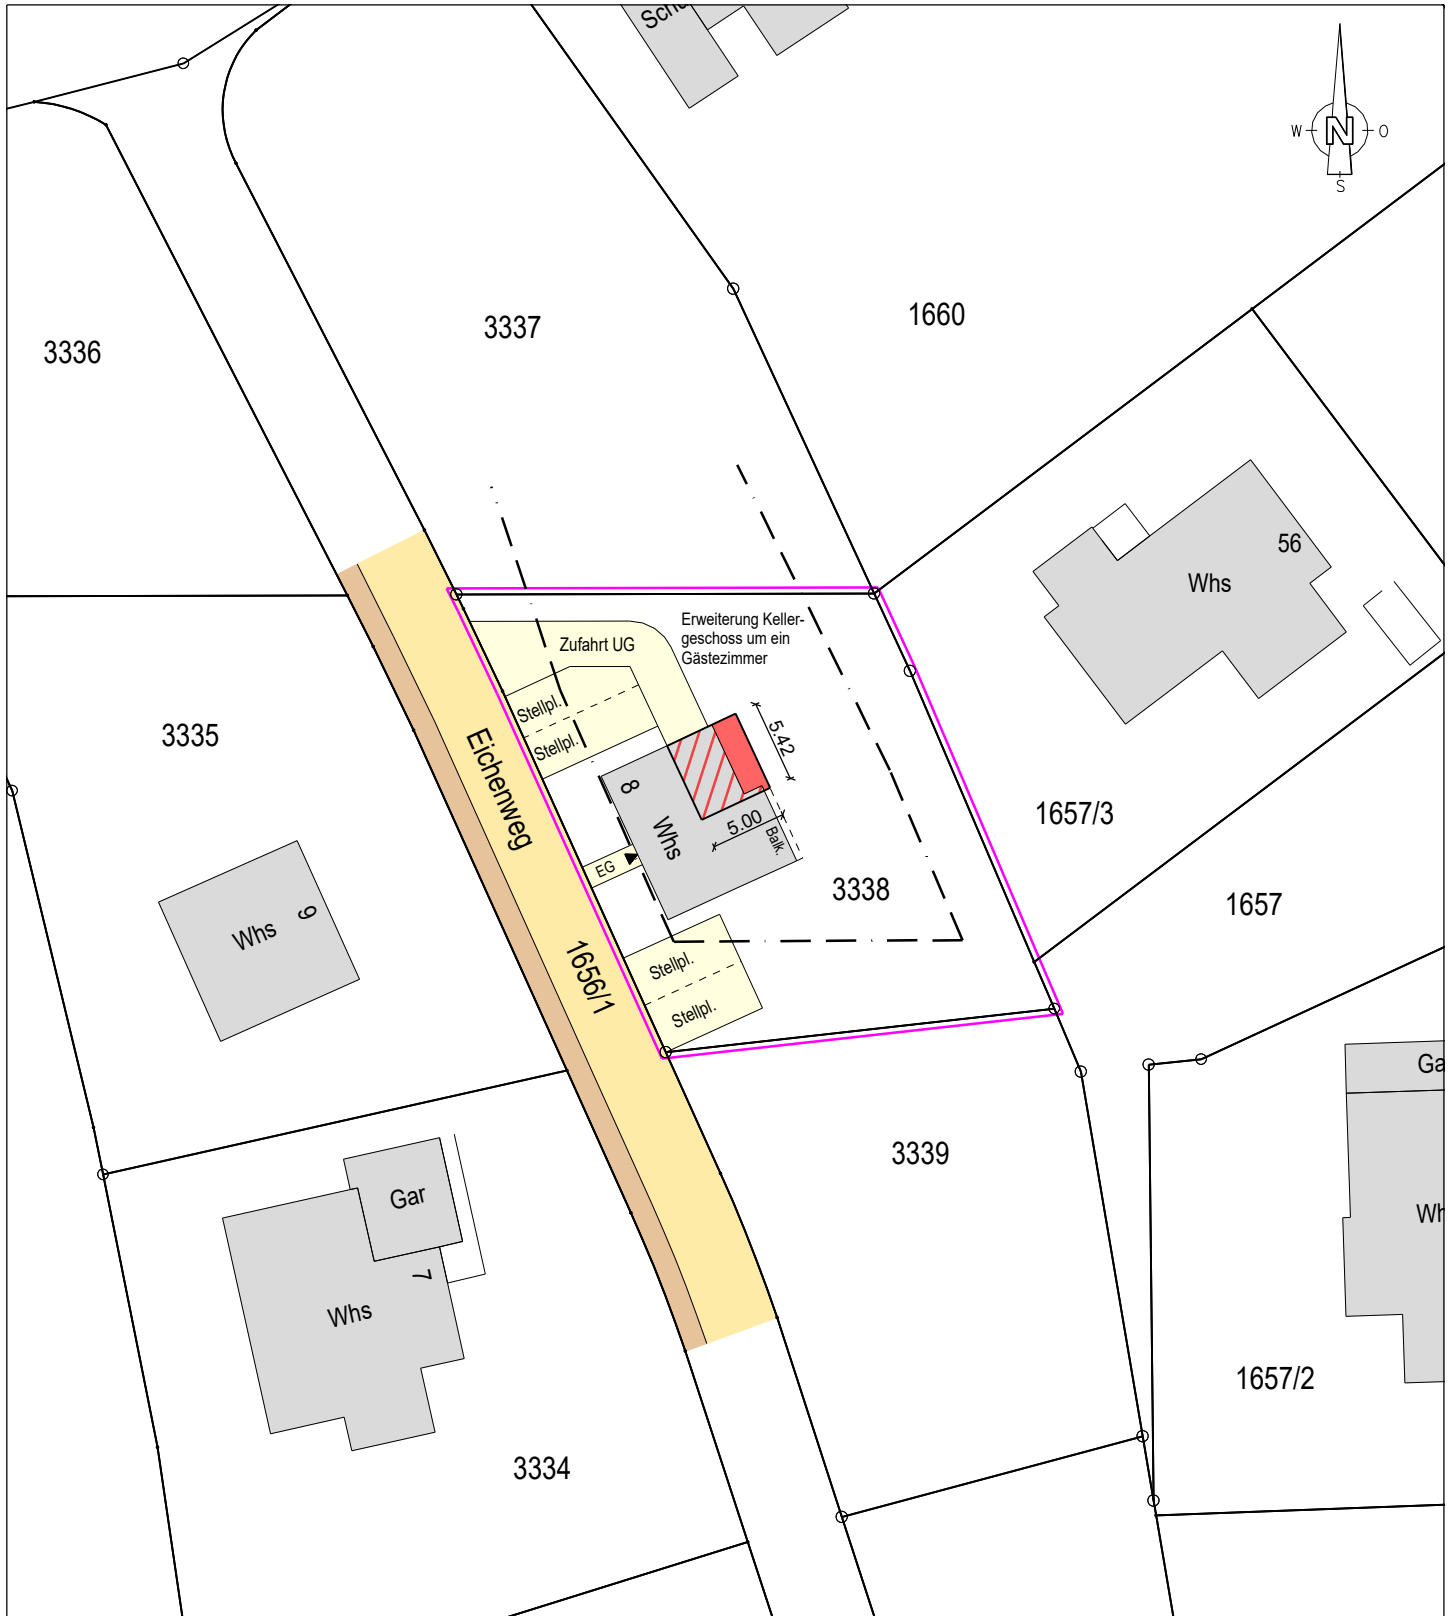 W
N
O
S
1660
3337
3336
56
Whs
Erweiterung Keller-
geschoss um ein
Gästezimmer
Zufahrt UG
Stellpl.
Stellpl.
5.42
Eichenweg
3335
8
Whs
5.00
Balk.
1657/3
EG
3338
1657
9
Whs
1656/1
Stellpl.
Stellpl.
3339
Gar
7
Whs
1657/2
3334